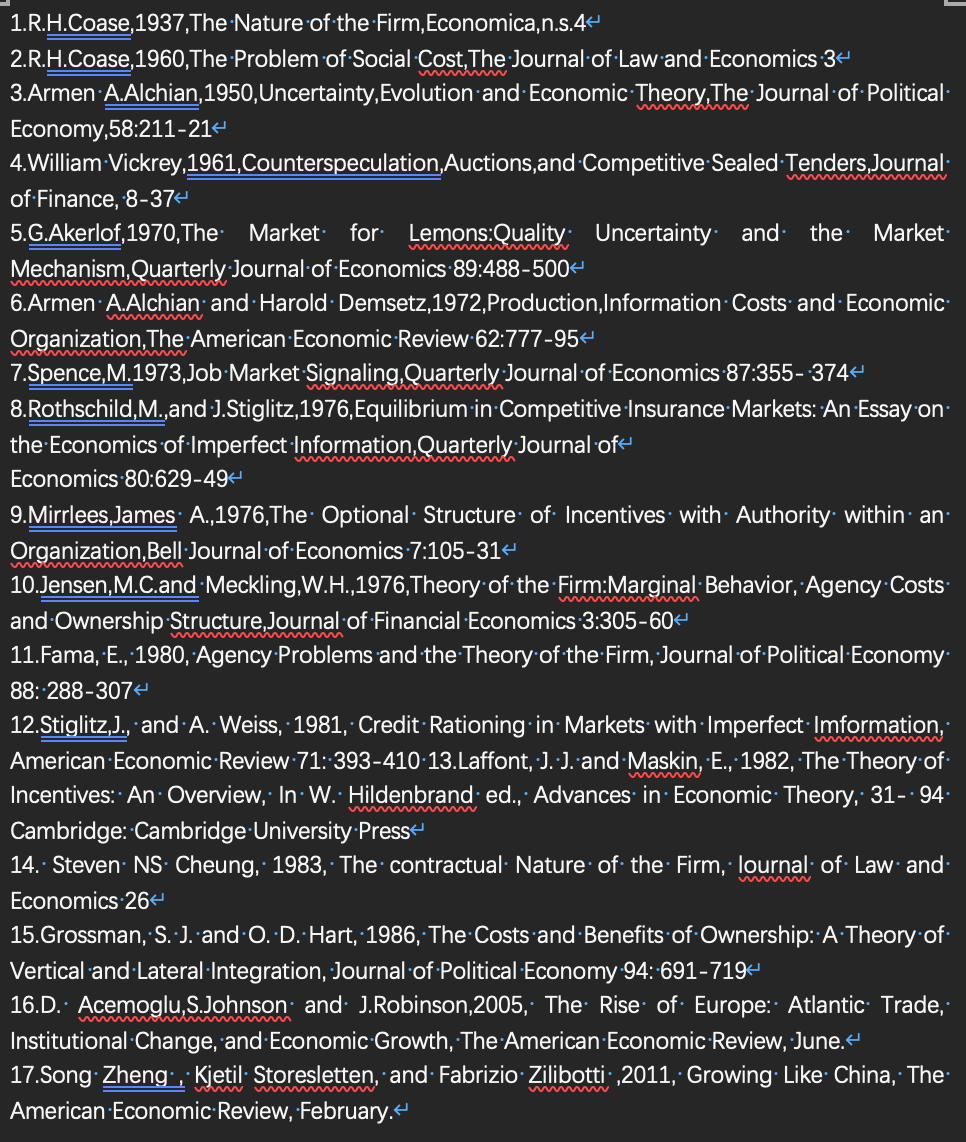 1.R.H.Coase,1937,The Nature of the Firm,Economica,n.s.4
2.R.H.Coase,1960,The Problem of Social Cost,The Journal of Law and Economics 3
3.Armen A.Alchian,1950,Uncertainty,Evolution and Economic Theory,The Journal of Political
Economy,58:211-21
4.William Vickrey,1961,Counterspeculation,Auctions,and Competitive Sealed Tenders,Journal
of Finance, 8-37
5.G.Akerlof,1970,The Market for Lemons:Quality Uncertainty and the Market
Mechanism,Quarterly Journal of Economics 89:488-500
6.Armen A.Alchian and Harold Demsetz,1972,Production,Information Costs and Economic
Organization,The American Economic Review 62:777-95
7.Spence,M.1973,Job Market Signaling,Quarterly Journal of Economics 87:355- 374
8.Rothschild,M.,and J.Stiglitz,1976,Equilibrium in Competitive Insurance Markets: An Essay on
the Economics of Imperfect Information,Quarterly Journal of
Economics 80:629-49
9.Mirrlees,James A.,1976,The Optional Structure of Incentives with Authority within an
Organization,Bell Journal of Economics 7:105-31
10.Jensen,M.C.and Meckling,W.H.,1976,Theory of the Firm:Marginal Behavior, Agency Costs
and Ownership Structure,Journal of Financial Economics 3:305-60
11.Fama, E., 1980, Agency Problems and the Theory of the Firm, Journal of Political Economy
88: 288-307
12.Stiglitz,J., and A. Weiss, 1981, Credit Rationing in Markets with Imperfect Imformation,
American Economic Review 71: 393-410 13.Laffont, J. J. and Maskin, E., 1982, The Theory of
Incentives: An Overview, In W. Hildenbrand ed., Advances in Economic Theory, 31- 94
Cambridge: Cambridge University Press
14. Steven NS Cheung, 1983, The contractual Nature of the Firm, lournal of Law and
Economics 26
15.Grossman, S. J. and O. D. Hart, 1986, The Costs and Benefits of Ownership: A Theory of
Vertical and Lateral Integration, Journal of Political Economy 94: 691-719
16.D. Acemoglu,S.Johnson and J.Robinson,2005, The Rise of Europe: Atlantic Trade,
Institutional Change, and Economic Growth, The American Economic Review, June.
17.Song Zheng , Kjetil Storesletten, and Fabrizio Zilibotti ,2011, Growing Like China, The
American Economic Review, February.